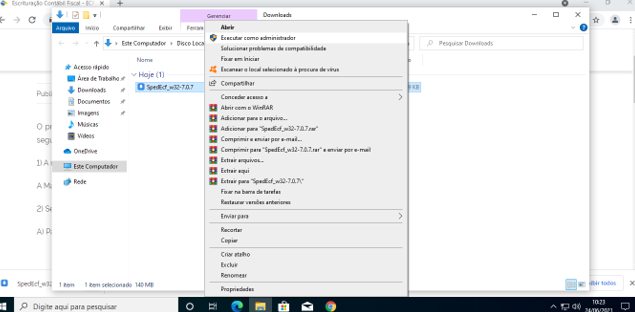 Escrituração Contábil Fiscal - (EC
Gerenciar
Downloads
Arquivo
Início
Compartilhar
Exibir
Este Computador
Disco Loca
Pesquisar Downloads
Nome
Acesso rápido
Área de Trabalho
Downloads
Documentos
Imagens
Músicas
Vídeos
OneDrive
Este Computador
Rede
Hoje (1)
SpedEcf_w32-7.0.7
KB
Abrir
Executar como administrador
Solucionar problemas de compatibilidade
Fixar em Iniciar
Escanear o local selecionado à procura de vírus
Compartilhar
Conceder acesso a
Abrir com o WinRAR
Adicionar para o arquivo...
Adicionar para "SpedEcf_w32-7.0.7.rar"
Comprimir e enviar por e-mail...
Comprimir para "SpedEcf_w32-7.0.7.rar" e enviar por e-mail
Extrair arquivos...
Extrair aqui
Extrair para "SpedEcf_w32-7.0.7\"
Fixar na barra de tarefas
Restaurar versões anteriores
Enviar para
Recortar
Copiar
Criar atalho
Excluir
Renomear
Propriedades
Publi
O pr
segu
1) A
A Ma
2) Se
A) Pa
1 item
1 item selecionado 140 MB
SpedEcf_w3
ibir todos
Digite aqui para pesquisar
10:23
24/06/2021